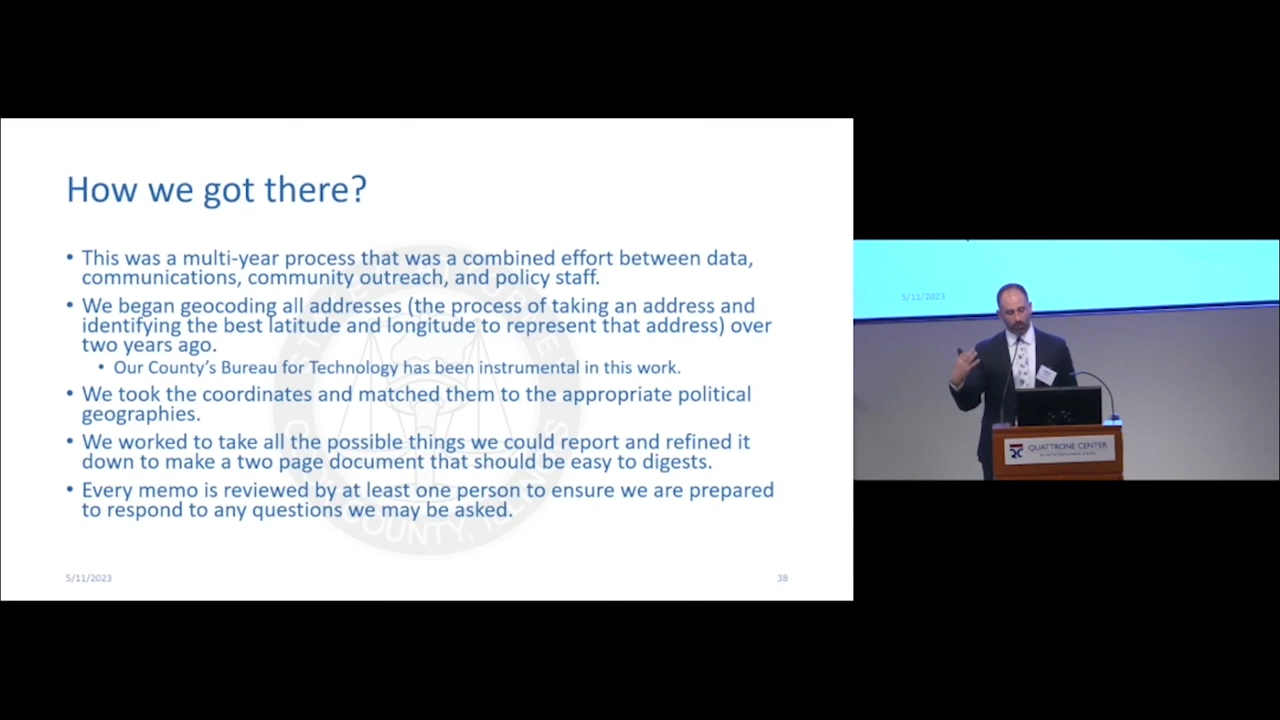 How we got there?
• This was a multi-year process that was a combined effort between data,
communications, community outreach, and policy staff.
• We began geocoding all addresses (the process of taking an address and
identifying the best latitude and longitude to represent that address) over
two years ago.
• Our County's Bureau for Technology has been instrumental in this work.
• We took the coordinates and matched them to the appropriate political
geographies.
• We worked to take all the possible things we could report and refined it
down to make a two page document that should be easy to digests.
• Every memo is reviewed by at least one person to ensure we are prepared
to respond to any questions we may be asked.
5/11/2023
38
5/11/2023
QUATTRONE CENTER
COUNTY,